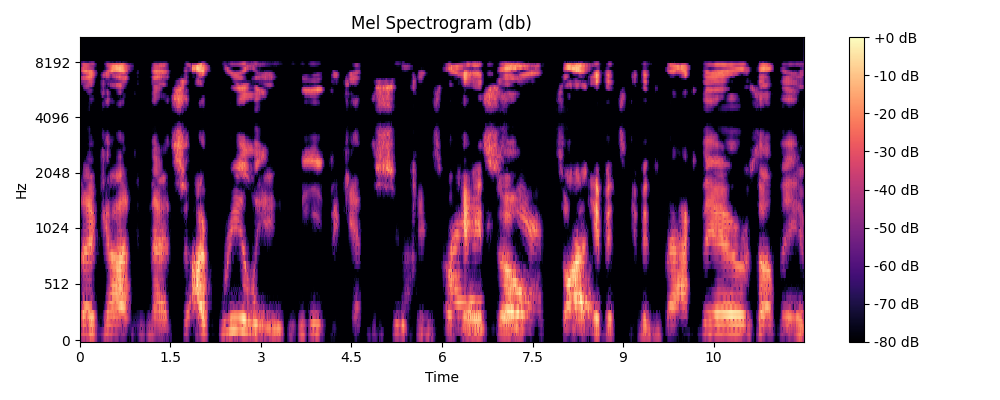 Mel Spectrogram (db)
8192
4096
2048
1024
512
0
Hz
0 1.5 3 4.5 6 7.5 9 10
Time
+0 dB
-10 dB
-20 dB
-30 dB
-40 dB
-50 dB
-60 dB
-70 dB
-80 dB